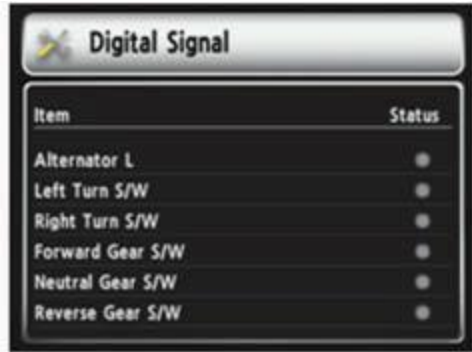 Digital Signal
Item Status
Alternator L
Left Turn S/W
Right Turn S/W
Forward Gear S/W
Neutral Gear S/W
Reverse Gear S/W